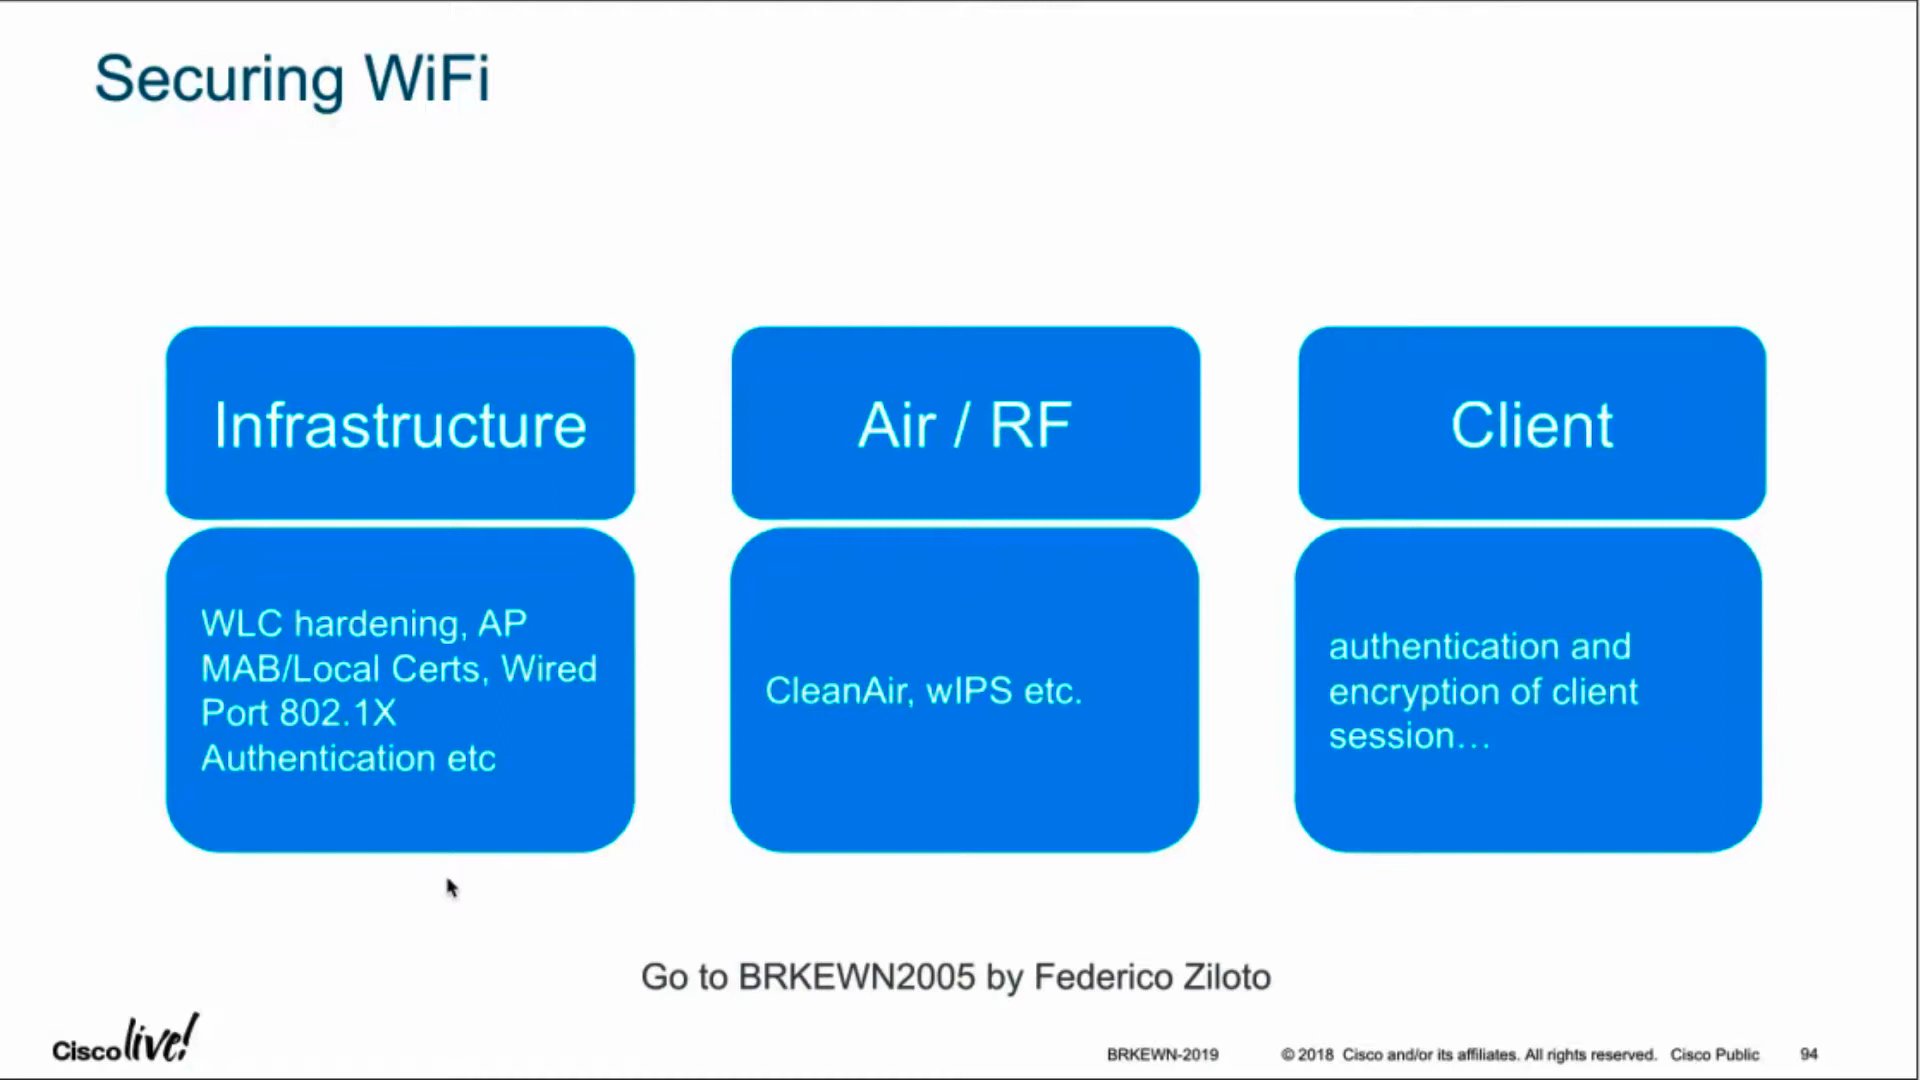 Securing WiFi
Infrastructure
Air / RF
Client
WLC hardening, AP
MAB/Local Certs, Wired
Port 802.1X
Authentication etc
CleanAir, wIPS etc.
authentication and
encryption of client
session…
Go to BRKEWN2005 by Federico Ziloto
Cisco live!
BRKEWN-2019
© 2018 Cisco and/or its affiliates. All rights reserved. Cisco Public
94